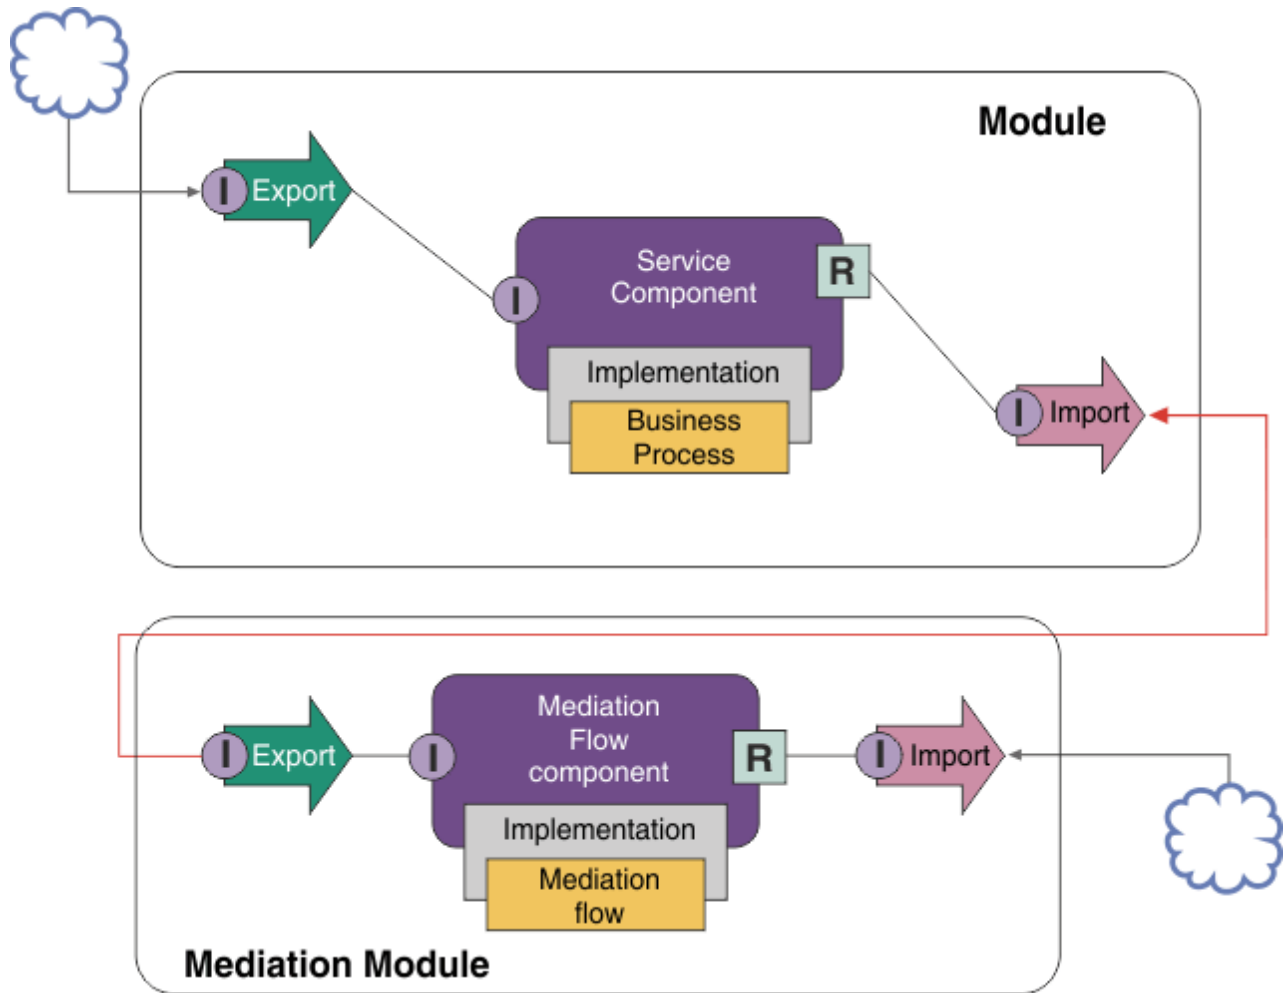 Module
I
Export
Service
Component
R
I
Implementation
Business
Process
I
Import
I
Export
I
Mediation
Flow
component
R
I
Import
Implementation
Mediation
flow
Mediation Module